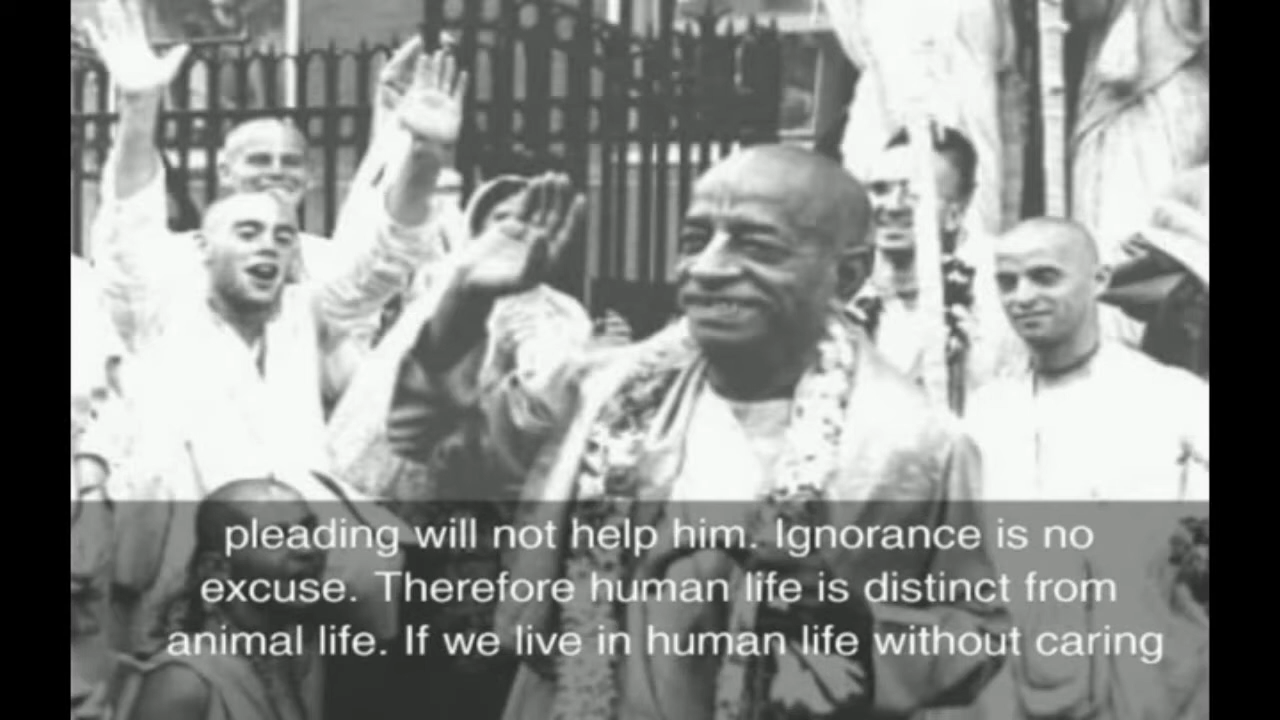 pleading will not help him. Ignorance is no
excuse. Therefore human life is distinct from
animal life. If we live in human life without caring